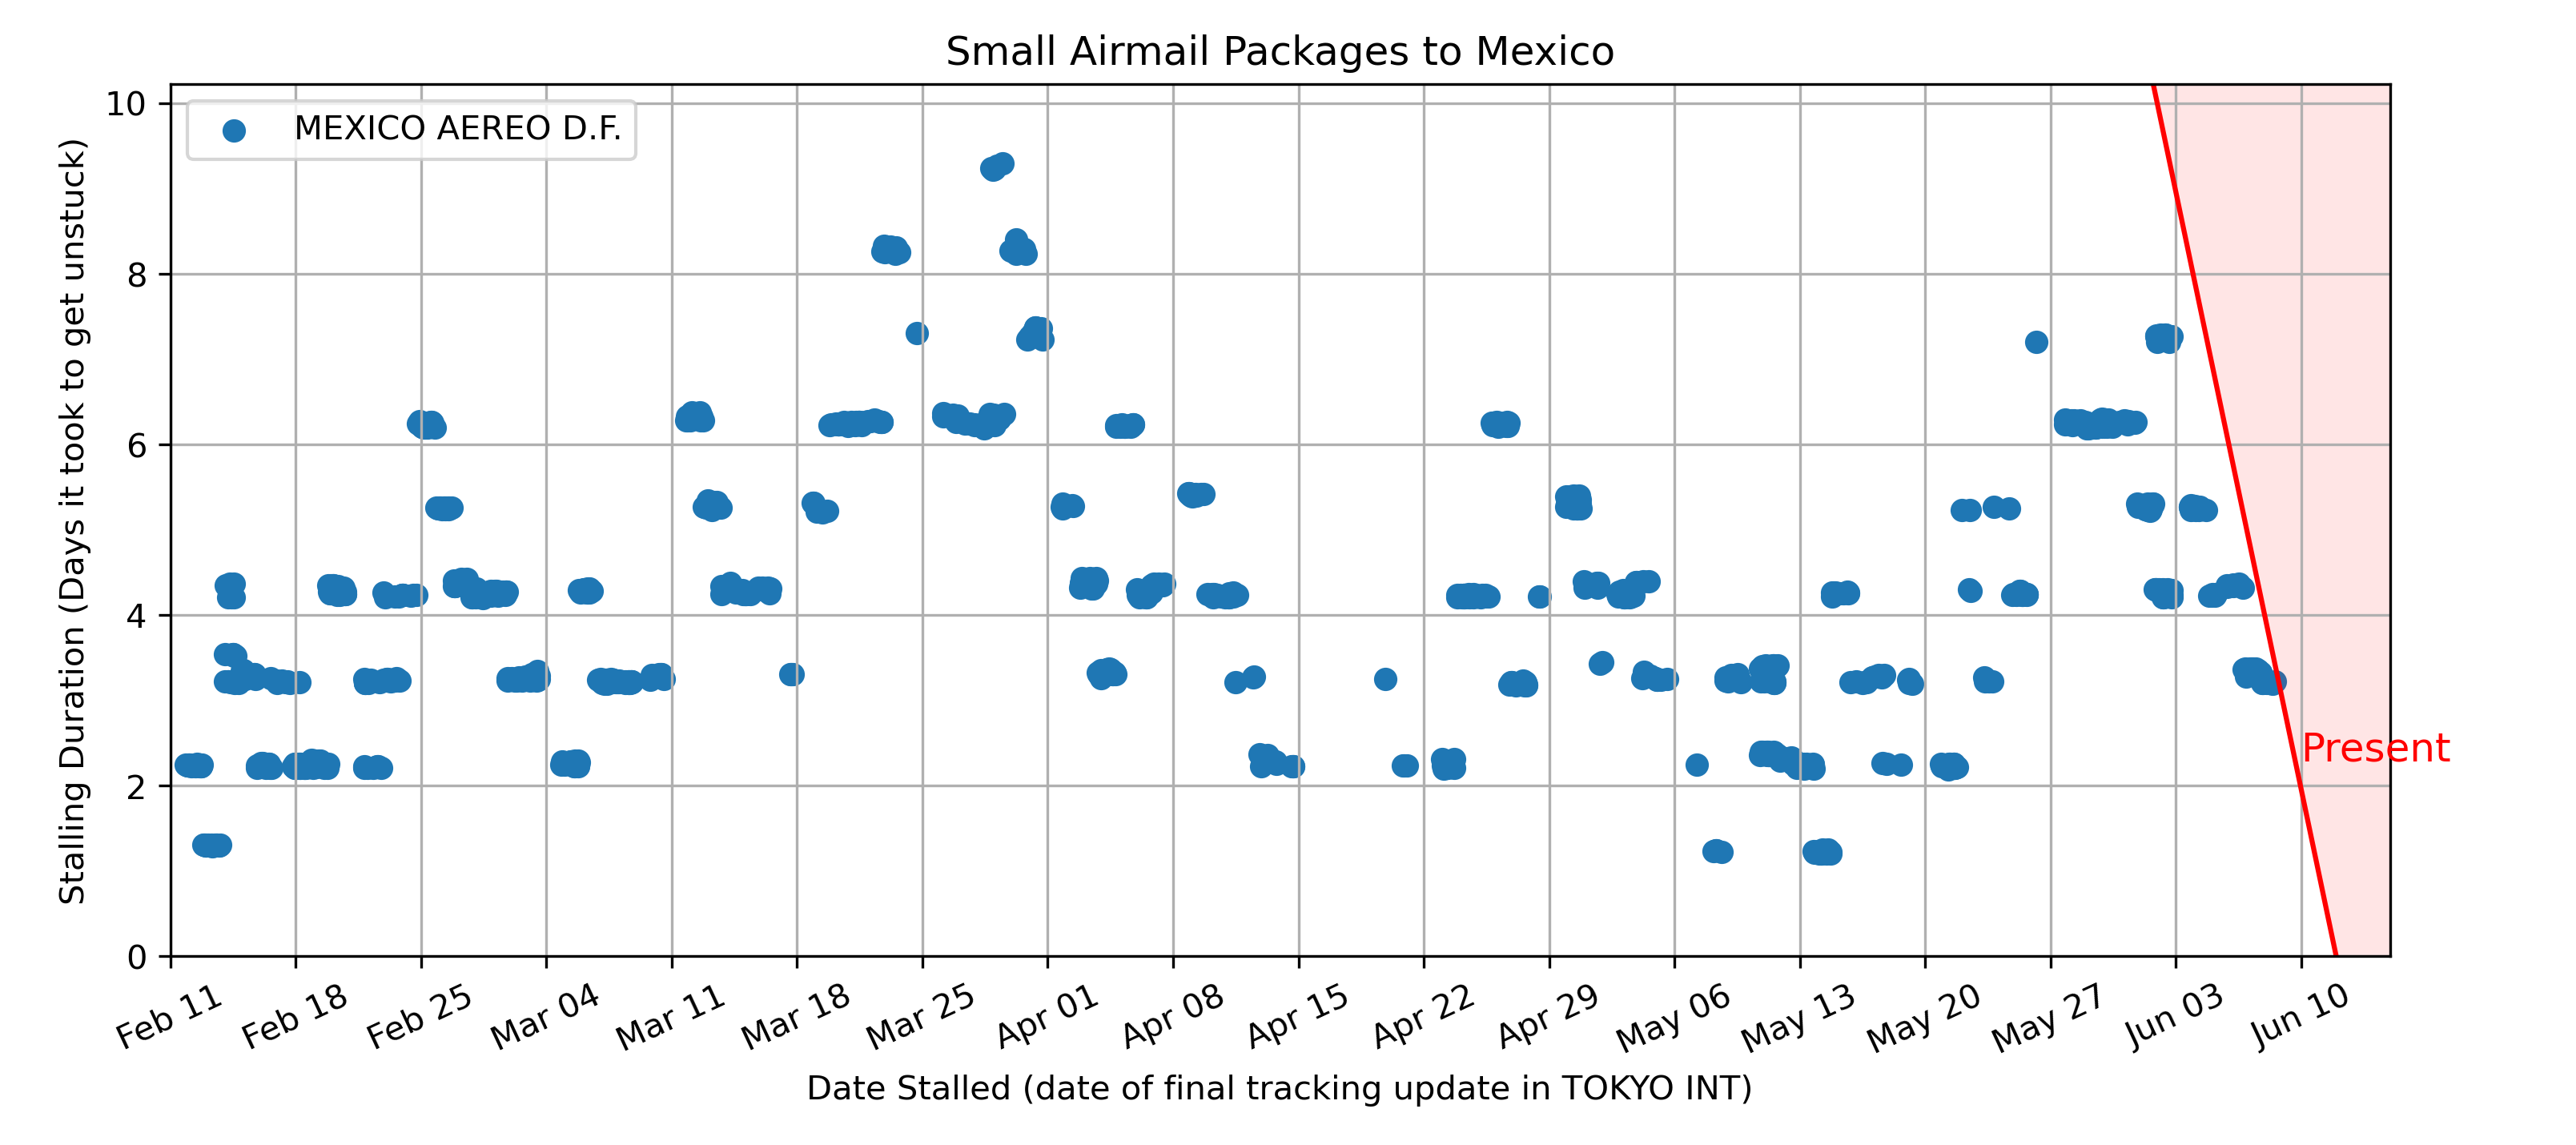 Small Airmail Packages to Mexico
MEXICO AEREO D.F.
Stalling Duration (Days it took to get unstuck)
10
8
6
4
2
0
Present
Feb 11
Feb 18
Feb 25
Mar 04
Mar 11
Mar 18
Mar 25
Apr 01
Apr 08
Apr 15
Apr 22
Apr 29
May 06
May 13
May 20
May 27
Jun 03
Jun 10
Date Stalled (date of final tracking update in TOKYO INT)